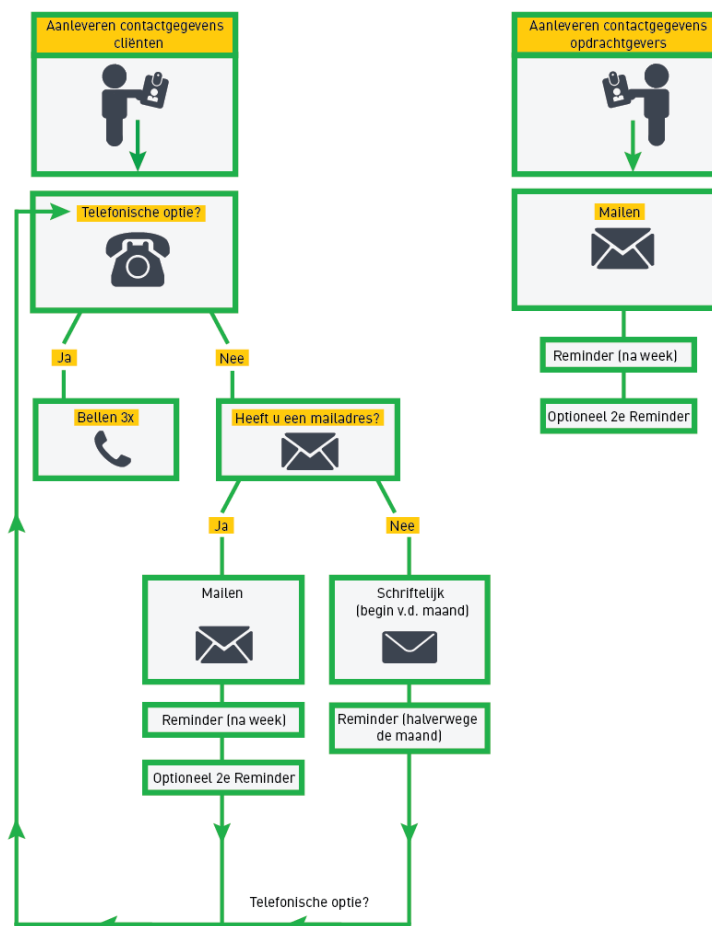 Aanleveren contactgegevens
cliënten
Aanleveren contactgegevens
opdrachtgevers
Telefonische optie?
Mailen
Ja
Nee
Reminder (na week)
Bellen 3x
Heeft u een mailadres?
Optioneel 2e Reminder
Ja
Nee
Mailen
Schriftelijk
(begin v.d. maand)
Reminder (na week)
Reminder (halverwege
de maand)
Optioneel 2e Reminder
Telefonische optie?